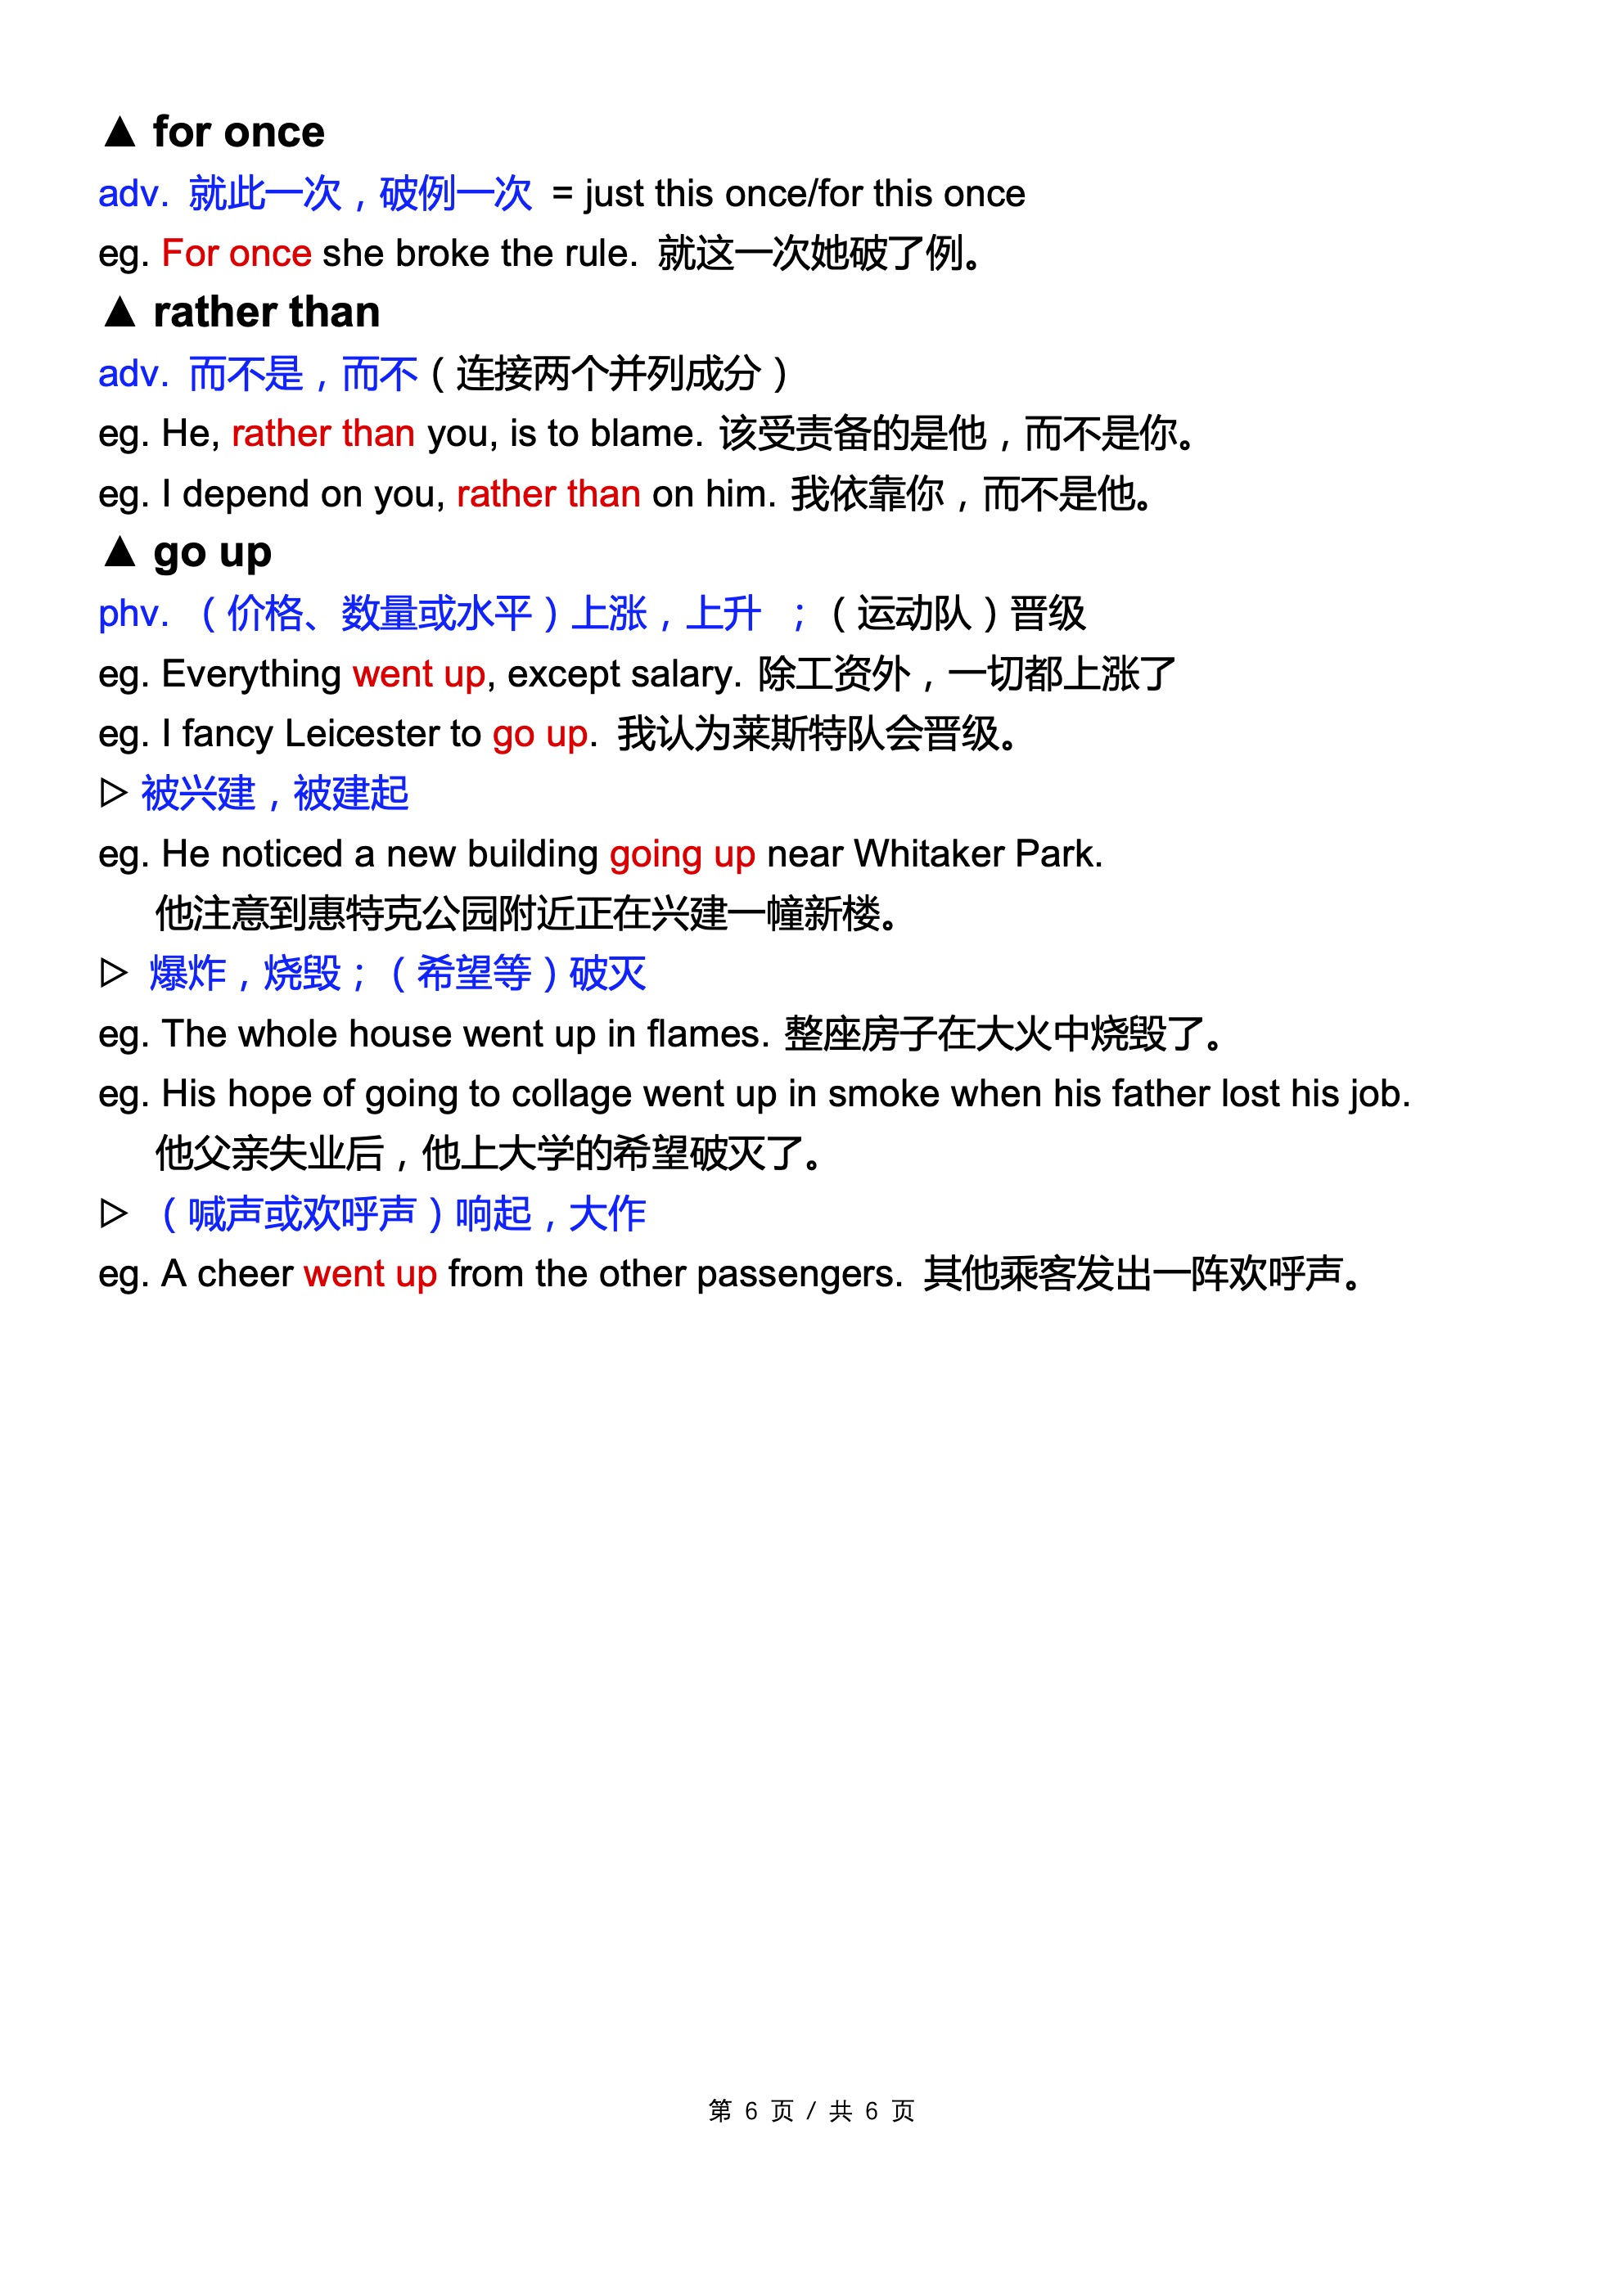 ▲ for once
adv. 就此一次，破例一次 = just this once/for this once
eg. For once she broke the rule. 就这一次她破了例。
▲ rather than
adv. 而不是，而不（连接两个并列成分）
eg. He, rather than you, is to blame. 该受责备的是他，而不是你。
eg. I depend on you, rather than on him. 我依靠你，而不是他。
▲ go up
phv. （价格、数量或水平）上涨，上升 ；（运动队）晋级
eg. Everything went up, except salary. 除工资外，一切都上涨了
eg. I fancy Leicester to go up. 我认为莱斯特队会晋级。
▷ 被兴建，被建起
eg. He noticed a new building going up near Whitaker Park.
他注意到惠特克公园附近正在兴建一幢新楼。
▷ 爆炸，烧毁；（希望等）破灭
eg. The whole house went up in flames. 整座房子在大火中烧毁了。
eg. His hope of going to collage went up in smoke when his father lost his job.
他父亲失业后，他上大学的希望破灭了。
▷ （喊声或欢呼声）响起，大作
eg. A cheer went up from the other passengers. 其他乘客发出一阵欢呼声。
第 6 页 / 共 6 页